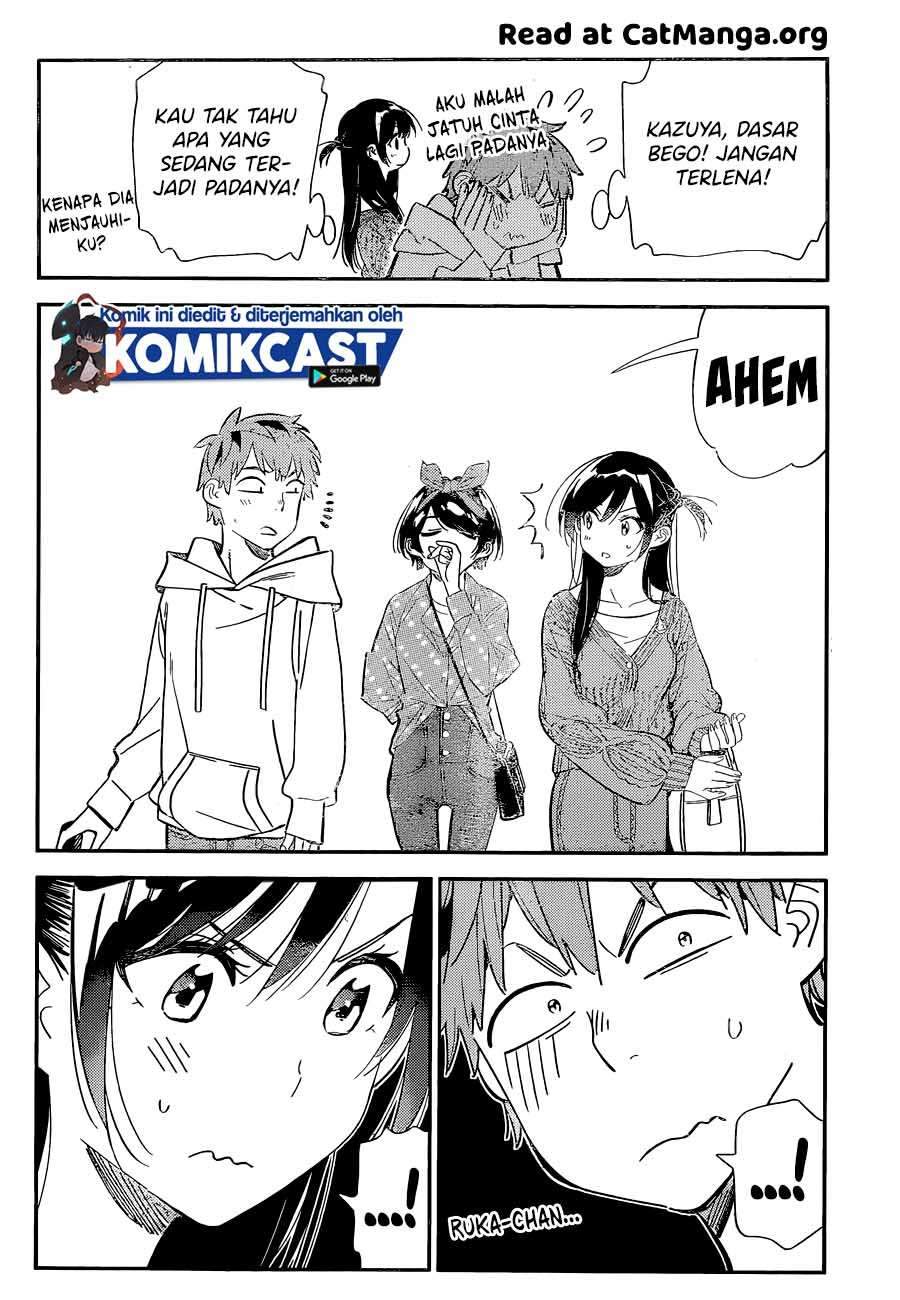 Read at CatManga.org
KAZUYA, DASAR
BEGO! JANGAN
TERLENA!
AKU MALAH
JATUH CINTA
LAGI PADANYA
KAU TAK TAHU
APA YANG
SEDANG TER-
JADI PADANYA!
KENAPA DIA
MENJAUHI-
KU?
Komik ini diedit & diterjemahkan oleh
KOMIKCAST
GET IT ON
Google Play
AHEM
....!
RUKA-CHAN...
....!